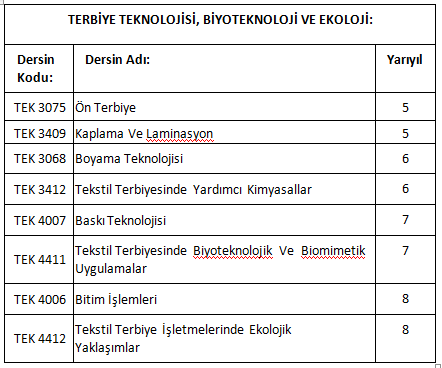 TERBİYE TEKNOLOJİSİ, BİYOTEKNOLOJİ VE EKOLOJİ:
Dersin Kodu: Dersin Adı: Yarıyıl
TEK 3075 Ön Terbiye 5
TEK 3409 Kaplama Ve Laminasyon 5
TEK 3068 Boyama Teknolojisi 6
TEK 3412 Tekstil Terbiyesinde Yardımcı Kimyasallar 6
TEK 4007 Baskı Teknolojisi 7
TEK 4411 Tekstil Terbiyesinde Biyoteknolojik Ve Biomimetik 7
Uygulamalar
TEK 4006 Bitim İşlemleri 8
TEK 4412 Tekstil Terbiye İşletmelerinde Ekolojik 8
Yaklaşımlar